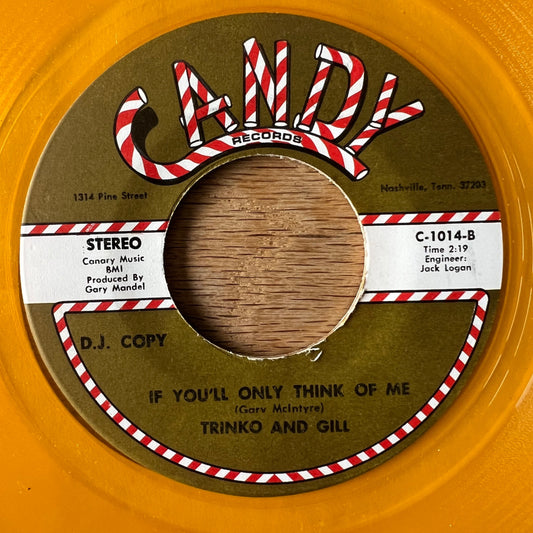 CANDY
RECORDS
1314 Pine Street
Nashville, Tenn. 37203
STEREO
Canary Music
BMI
Produced By
Gary Mandel
C-1014-B
Time 2:19
Engineer:
Jack Logan
D.J. COPY
IF YOU'LL ONLY THINK OF ME
(Gary McIntyre)
TRINKO AND GILL